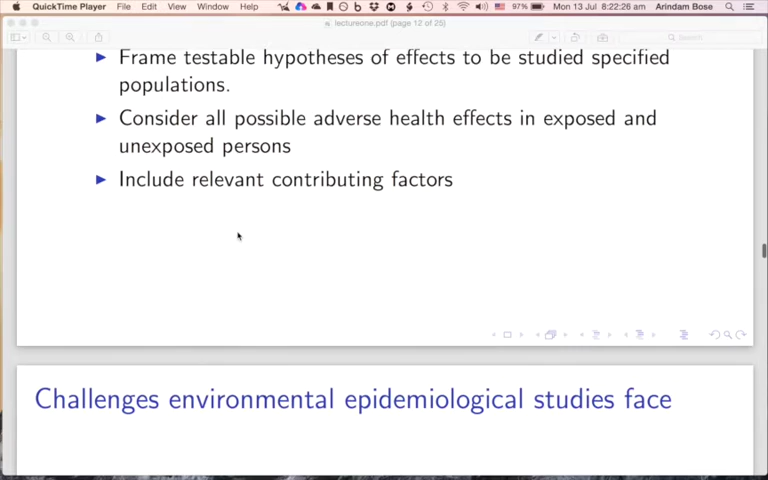 QuickTime Player File Edit View Window Help 97% Mon 13 Jul 8:22:26 am Arindam Bose
lectureone.pdf (page 12 of 25)
Search
Frame testable hypotheses of effects to be studied specified
populations.
Consider all possible adverse health effects in exposed and
unexposed persons
Include relevant contributing factors
Challenges environmental epidemiological studies face